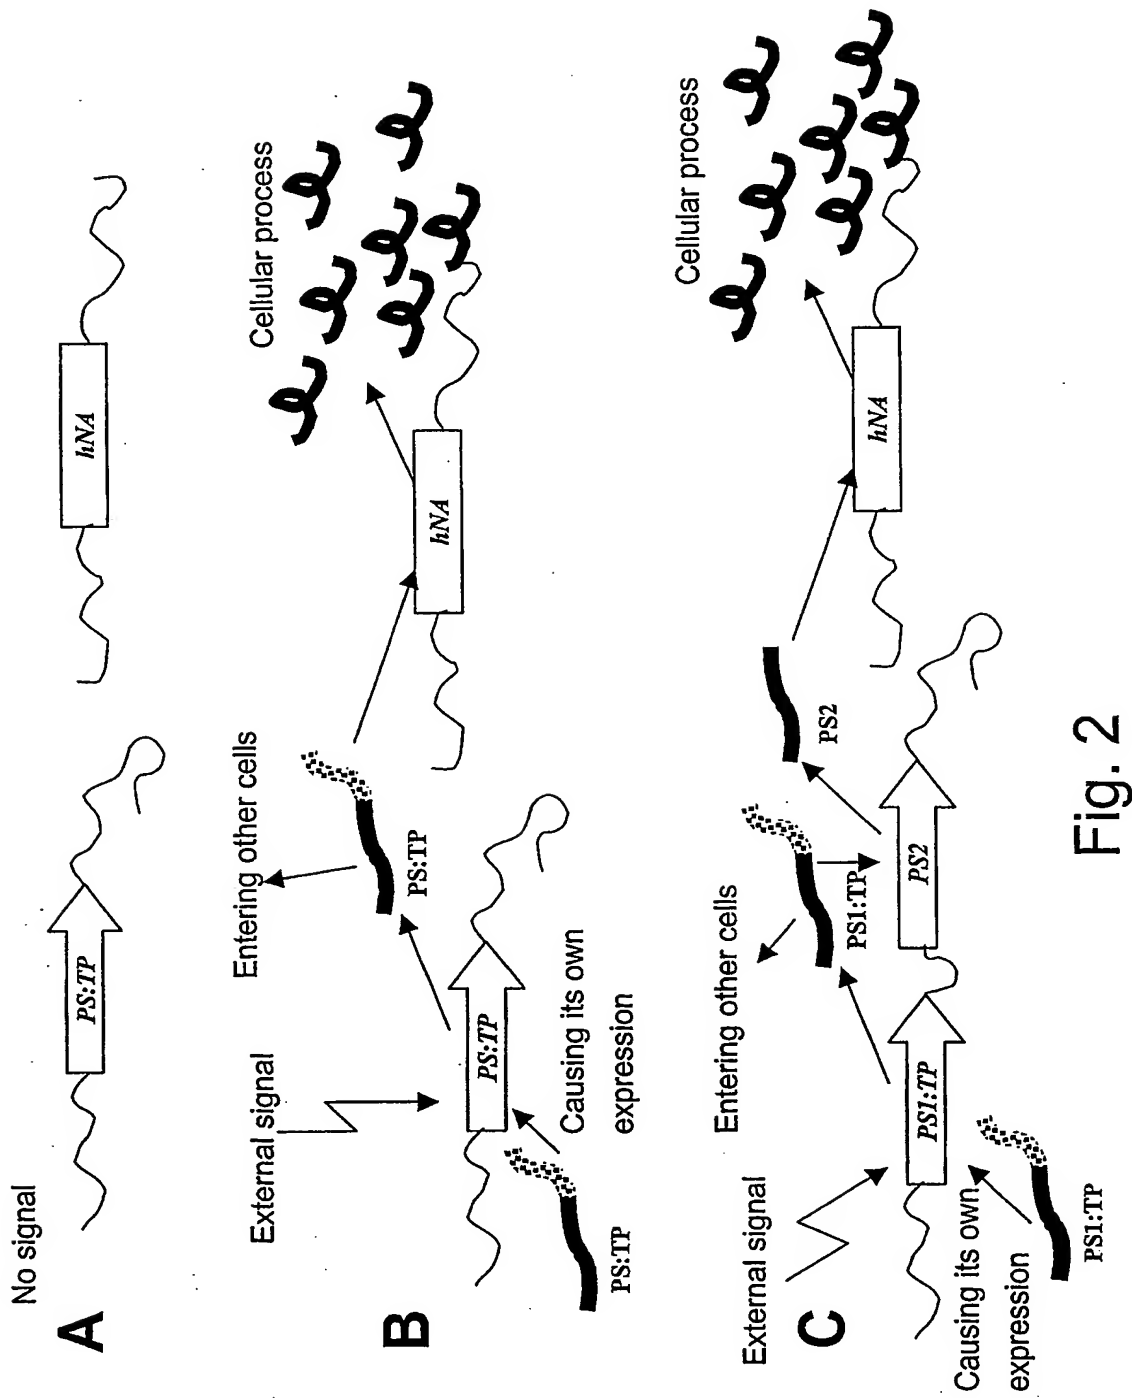 A
No signal
PS:TP
hNA
B
External signal
Entering other cells
Cellular process
PS:TP
PS:TP
PS:TP
hNA
Causing its own
expression
C
External signal
Entering other cells
Cellular process
PS1:TP
PS2
PS1:TP
PS2
hNA
Causing its own
expression
PS1:TP
Fig. 2